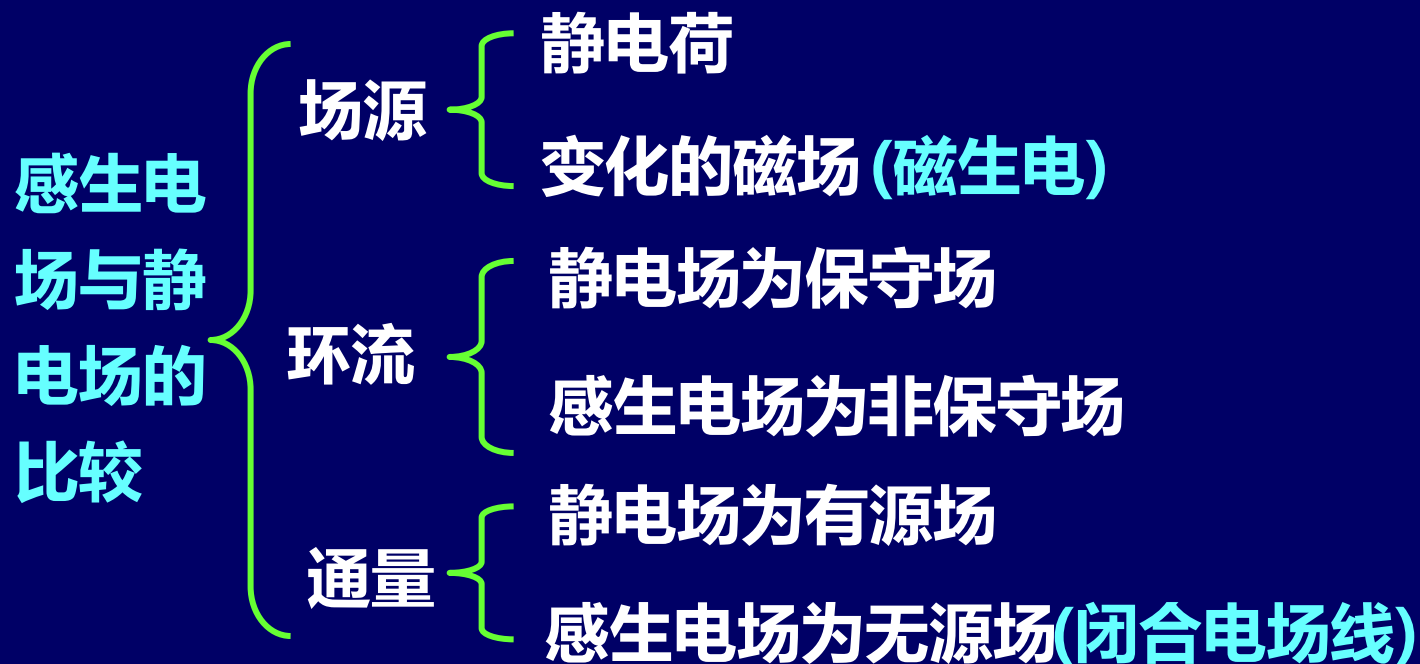 感生电
场与静
电场的
比较
场源
静电荷
变化的磁场 (磁生电)
环流
静电场为保守场
感生电场为非保守场
通量
静电场为有源场
感生电场为无源场(闭合电场线)